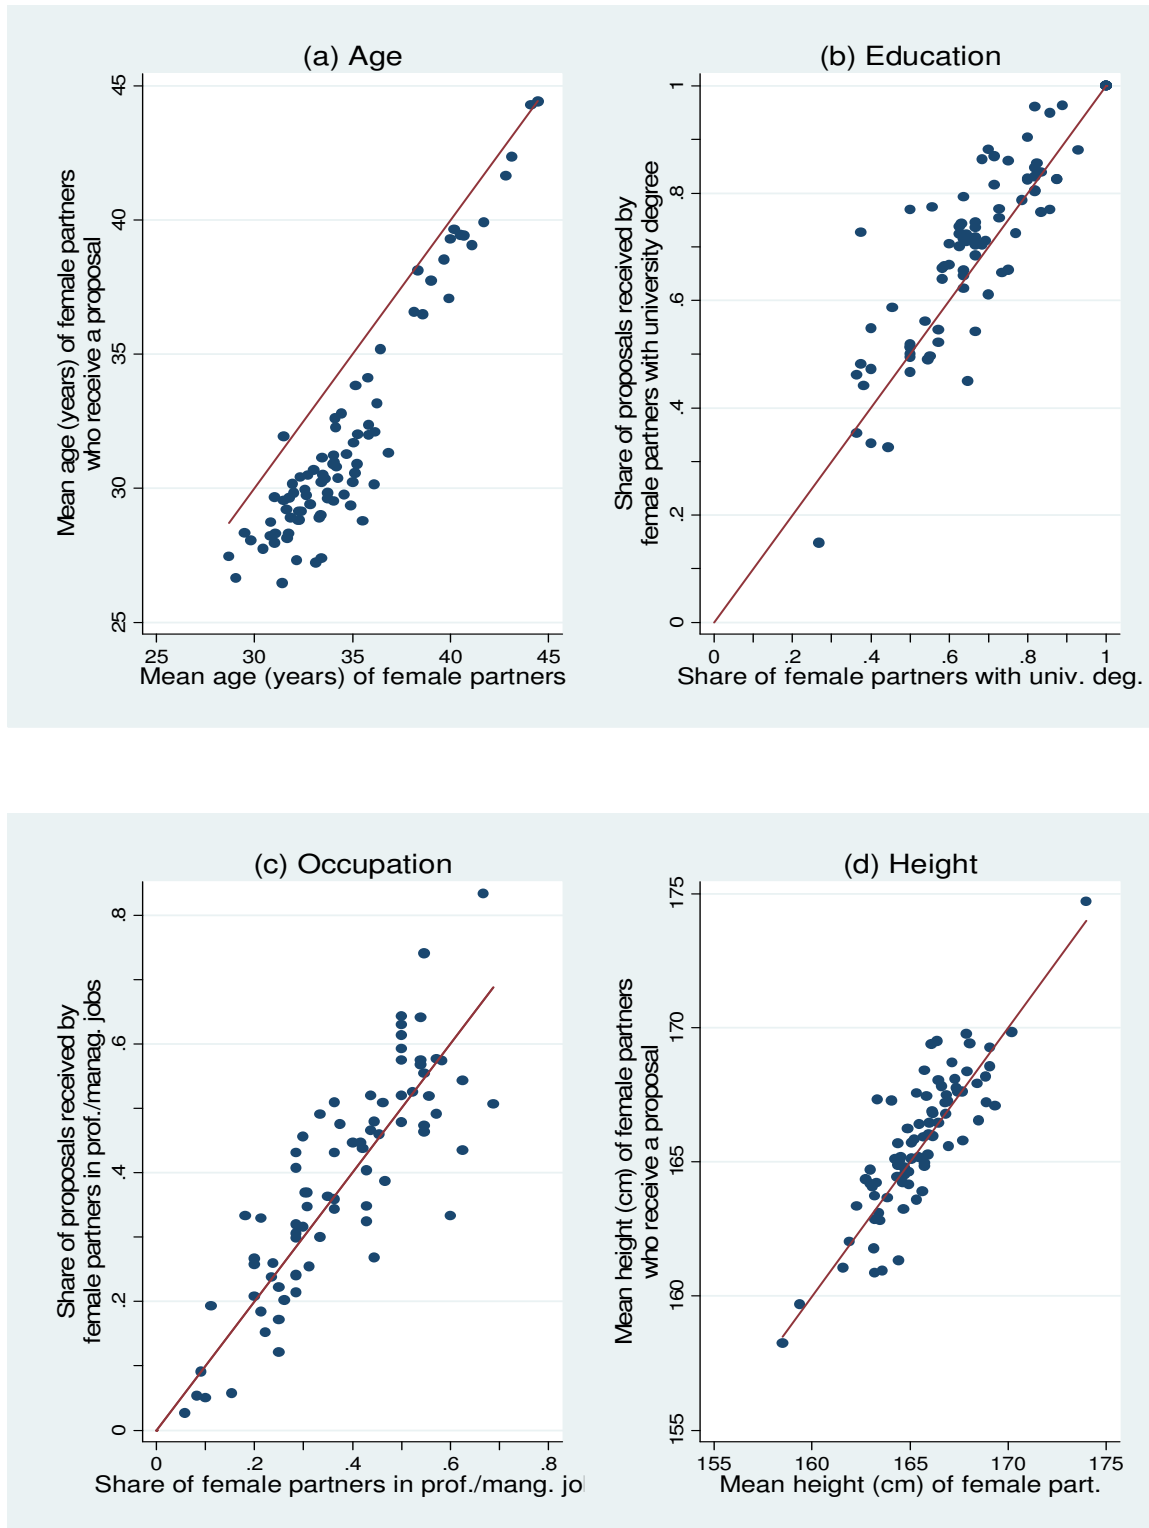 (a) Age
Mean age (years) of female partners
who receive a proposal
45
40
35
30
25
25 30 35 40 45
Mean age (years) of female partners
(b) Education
Share of proposals received by
female partners with university degree
1
.8
.6
.4
.2
0
0 .2 .4 .6 .8 1
Share of female partners with univ. deg.
(c) Occupation
Share of proposals received by
female partners in prof./manag. jobs
.8
.6
.4
.2
0
0 .2 .4 .6 .8
Share of female partners in prof./mang. jo
(d) Height
Mean height (cm) of female partners
who receive a proposal
175
170
165
160
155
155 160 165 170 175
Mean height (cm) of female part.